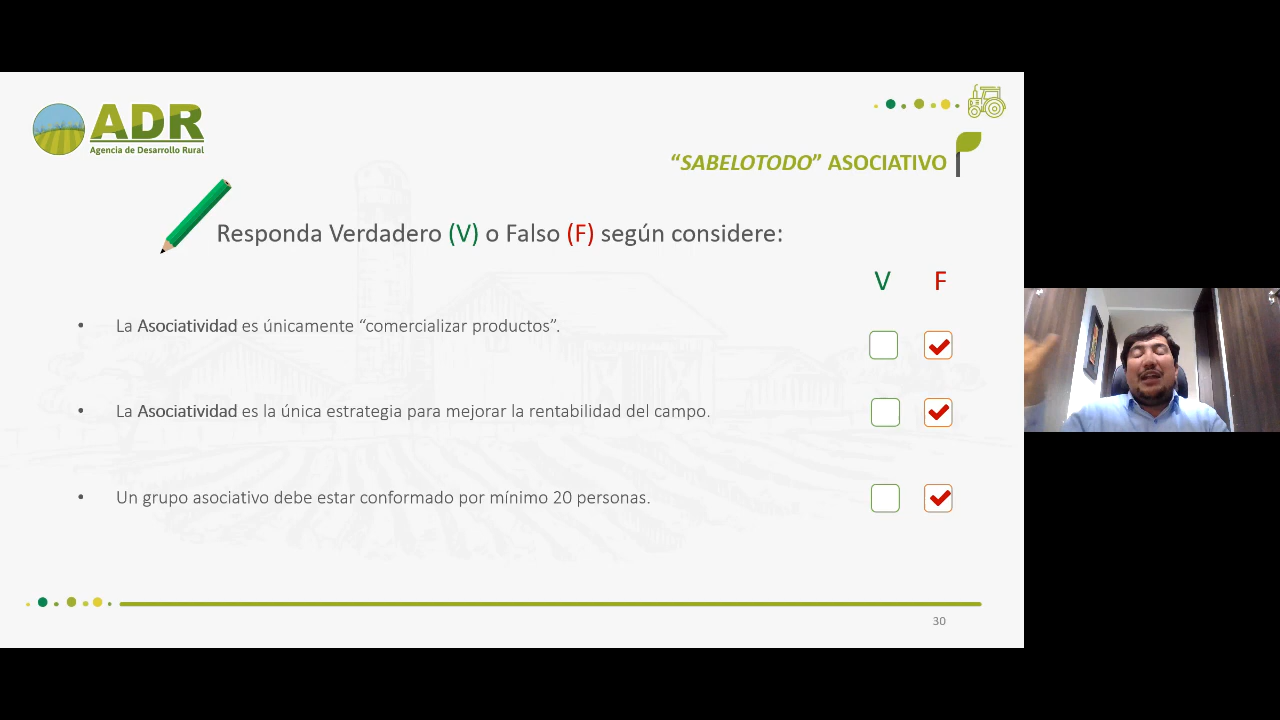 ADR
Agencia de Desarrollo Rural
“SABELOTODO” ASOCIATIVO
Responda Verdadero (V) o Falso (F) según considere:
V F
• La Asociatividad es únicamente “comercializar productos”.
• La Asociatividad es la única estrategia para mejorar la rentabilidad del campo.
• Un grupo asociativo debe estar conformado por mínimo 20 personas.
30